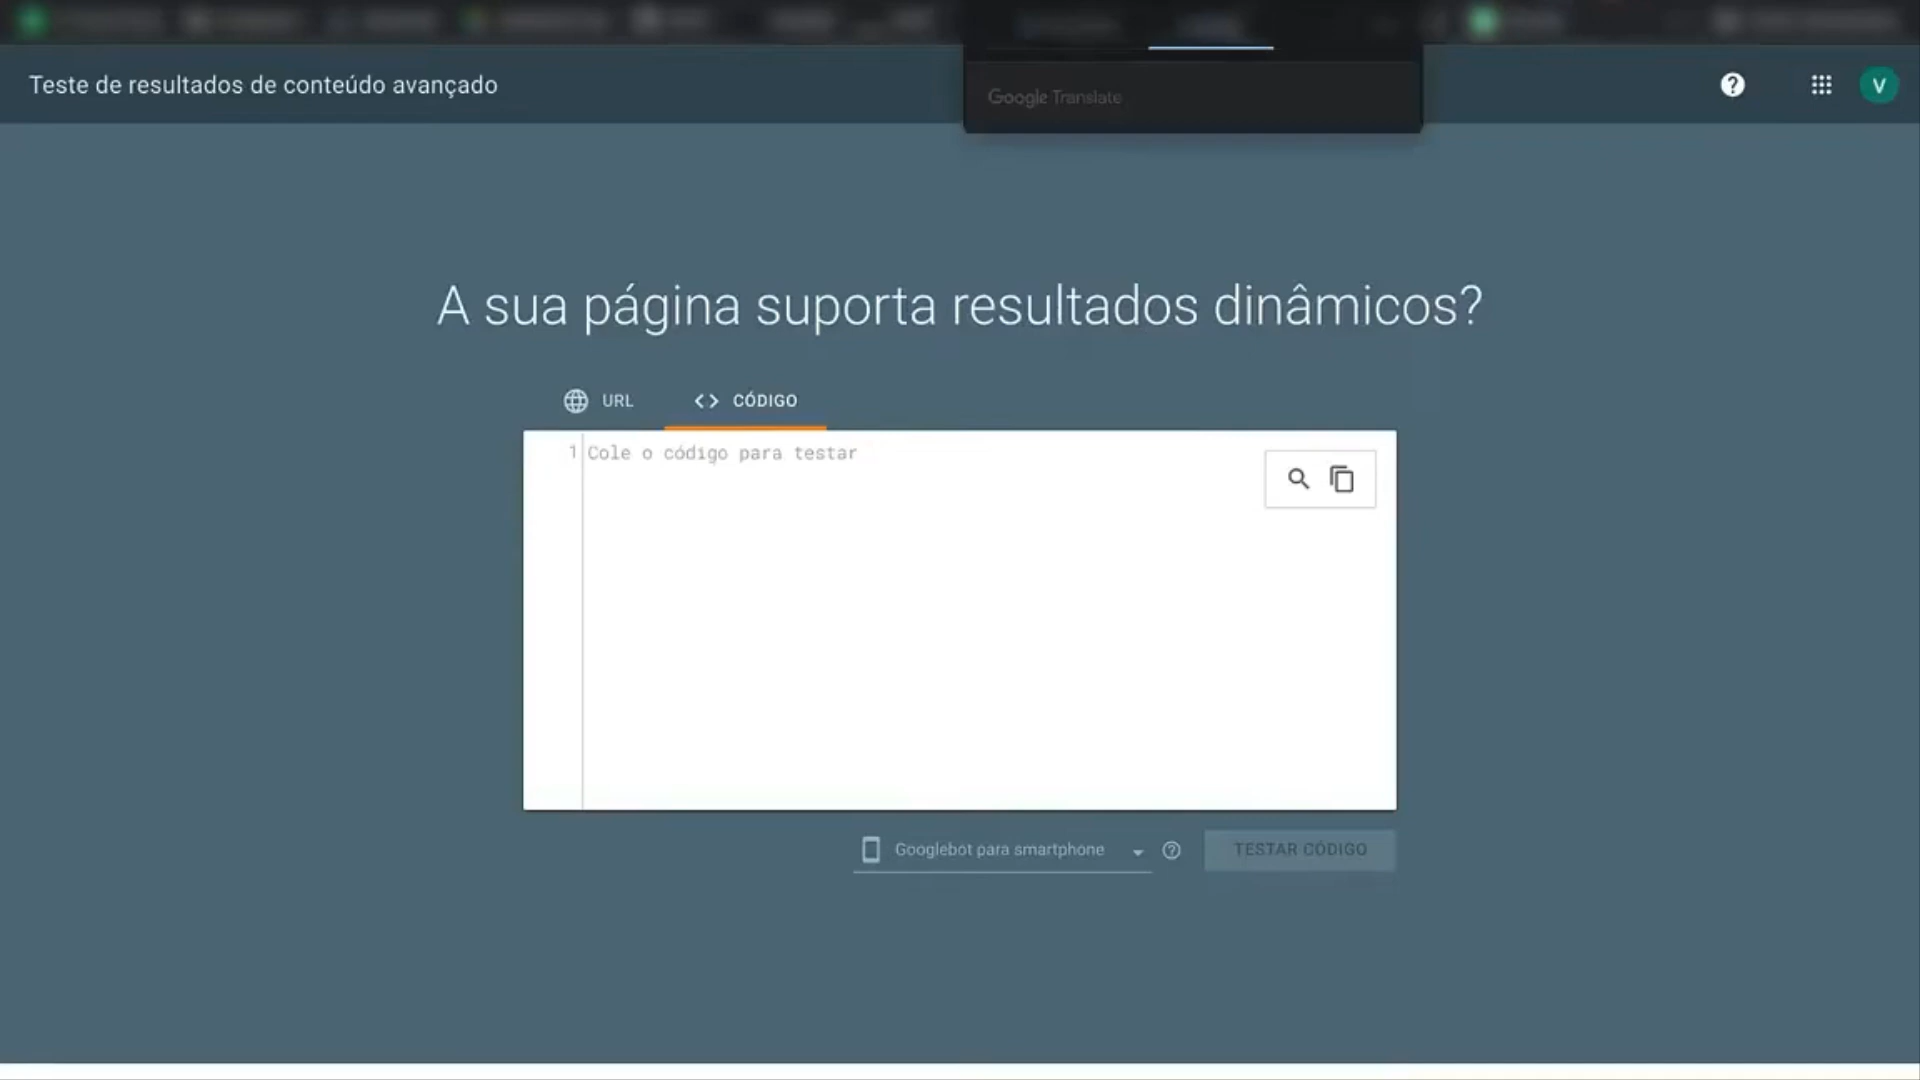 Teste de resultados de conteúdo avançado
Google Translate
V
A sua página suporta resultados dinâmicos?
URL
<> CÓDIGO
1 Cole o código para testar
Googlebot para smartphone
TESTAR CÓDIGO